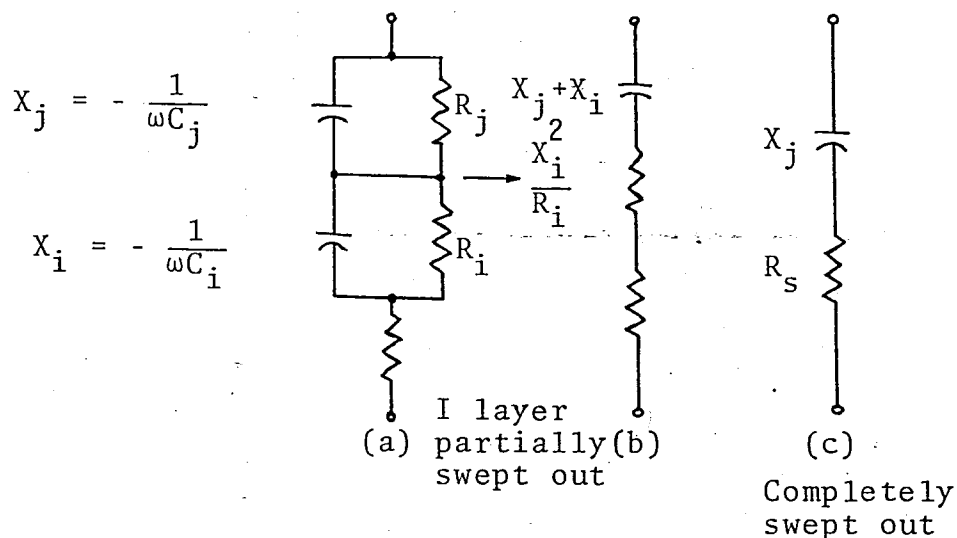 X_j = - 1/ωC_j
X_i = - 1/ωC_i
R_j
R_i
X_j+X_i
X_i^2/R_i
X_j
R_s
(a)
I layer
partially
swept out
(b)
(c)
Completely
swept out